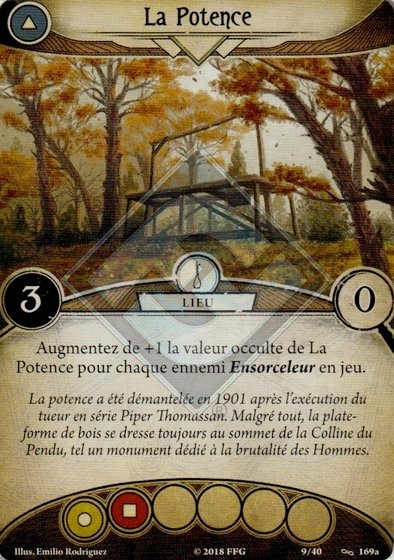 La Potence
3
LIEU
0
Augmentez de +1 la valeur occulte de La
Potence pour chaque ennemi Ensorceleur en jeu.
La potence a été démantelée en 1901 après l'exécution du
tueur en série Piper Thomassan. Malgré tout, la plate-
forme de bois se dresse toujours au sommet de la Colline du
Pendu, tel un monument dédié à la brutalité des Hommes.
Illus. Emilio Rodriguez © 2018 FFG 9/40 169a